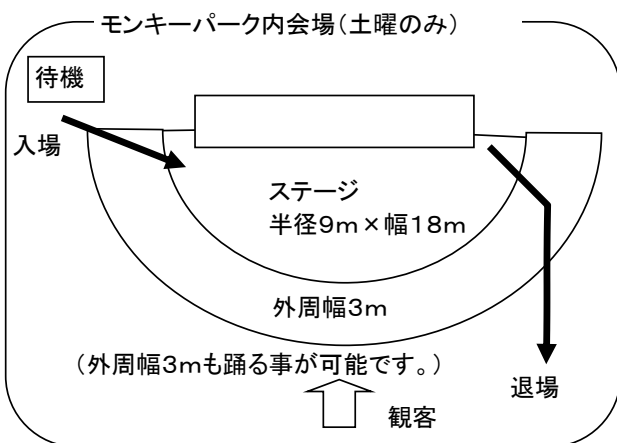 モンキーパーク内会場(土曜のみ)
待機
入場
ステージ
半径9m×幅18m
外周幅3m
(外周幅3mも踊る事が可能です。)
退場
観客